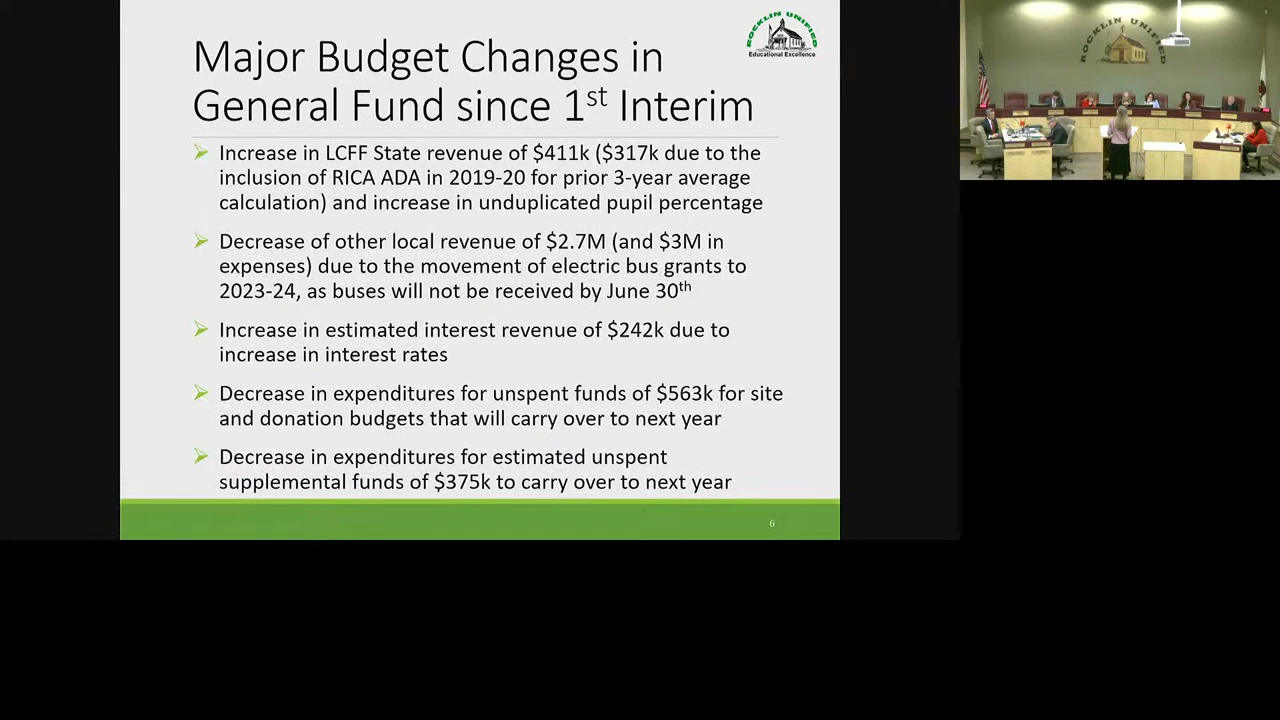 Major Budget Changes in
General Fund since 1st Interim
ROCKLIN UNIFIED
Educational Excellence
ROCKLIN UNIFIED
➢ Increase in LCFF State revenue of $411k ($317k due to the
inclusion of RICA ADA in 2019-20 for prior 3-year average
calculation) and increase in unduplicated pupil percentage
➢ Decrease of other local revenue of $2.7M (and $3M in
expenses) due to the movement of electric bus grants to
2023-24, as buses will not be received by June 30th
➢ Increase in estimated interest revenue of $242k due to
increase in interest rates
➢ Decrease in expenditures for unspent funds of $563k for site
and donation budgets that will carry over to next year
➢ Decrease in expenditures for estimated unspent
supplemental funds of $375k to carry over to next year
6